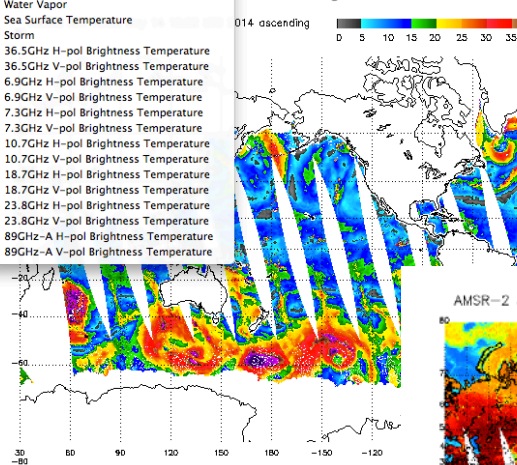 Water Vapor
Sea Surface Temperature
Storm
36.5GHz H-pol Brightness Temperature
36.5GHz V-pol Brightness Temperature
6.9GHz H-pol Brightness Temperature
6.9GHz V-pol Brightness Temperature
7.3GHz H-pol Brightness Temperature
7.3GHz V-pol Brightness Temperature
10.7GHz H-pol Brightness Temperature
10.7GHz V-pol Brightness Temperature
18.7GHz H-pol Brightness Temperature
18.7GHz V-pol Brightness Temperature
23.8GHz H-pol Brightness Temperature
23.8GHz V-pol Brightness Temperature
89GHz-A H-pol Brightness Temperature
89GHz-A V-pol Brightness Temperature
014 ascending
0 5 10 15 20 25 30 35
-20
-40
-60
30 60 90 120 150 180 -150 -120
-80
AMSR-2
80